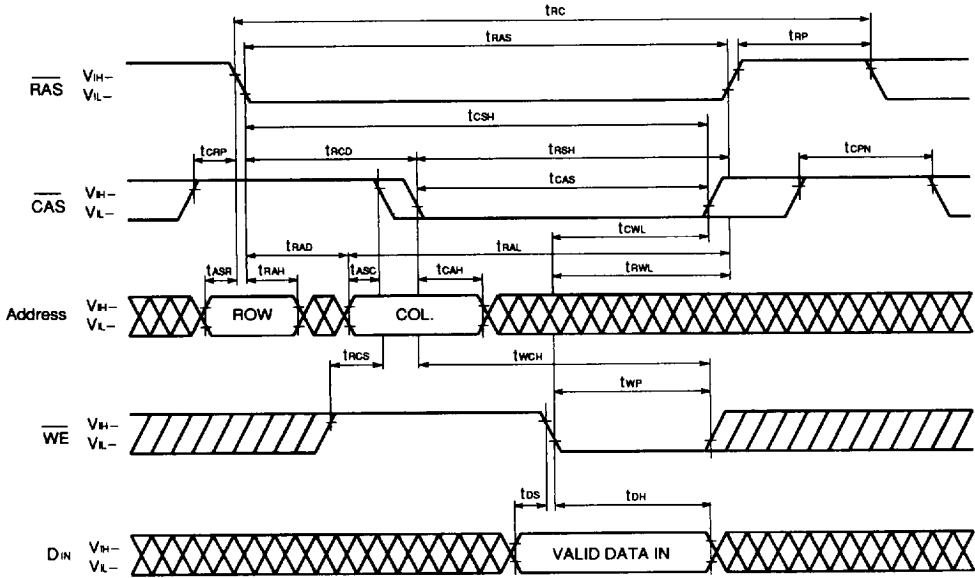 tRC
tRAS tRP
RAS VIH– VIL–
tCSH
tCRP tRCD tRSH tCPN
tCAS
CAS VIH– VIL–
tCWL
tRAD tRAL
tASR tRAH tASC tCAH tRWL
Address VIH– VIL– ROW COL.
tRCS tWCH
tWP
WE VIH– VIL–
tDS tDH
DIN VIH– VIL– VALID DATA IN